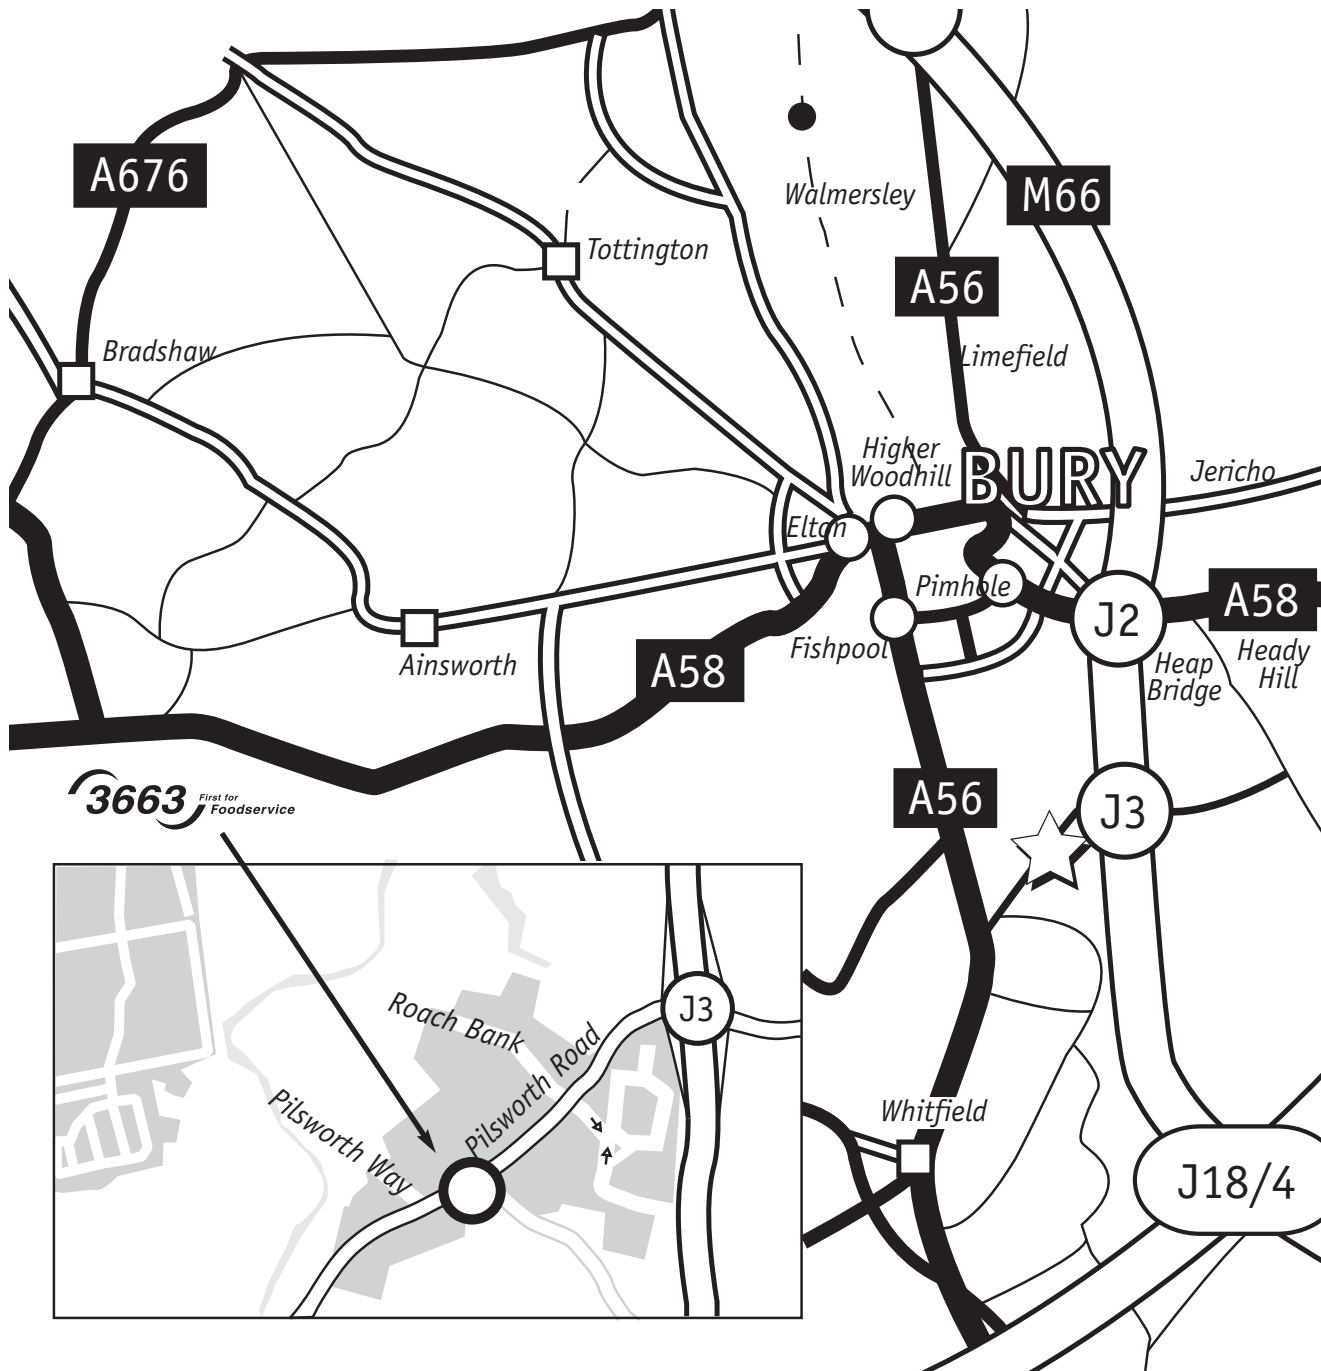 A676
Walmersley
M66
Tottington
A56
Bradshaw
Limefield
Higher
Woodhill
BURY
Jericho
Elton
Pimhole
A58
J2
Fishpool
Ainsworth
A58
Heap
Bridge
Heady
Hill
3663 First for
Foodservice
A56
J3
Roach Bank
J3
Pilsworth Road
Pilsworth Way
Whitfield
J18/4